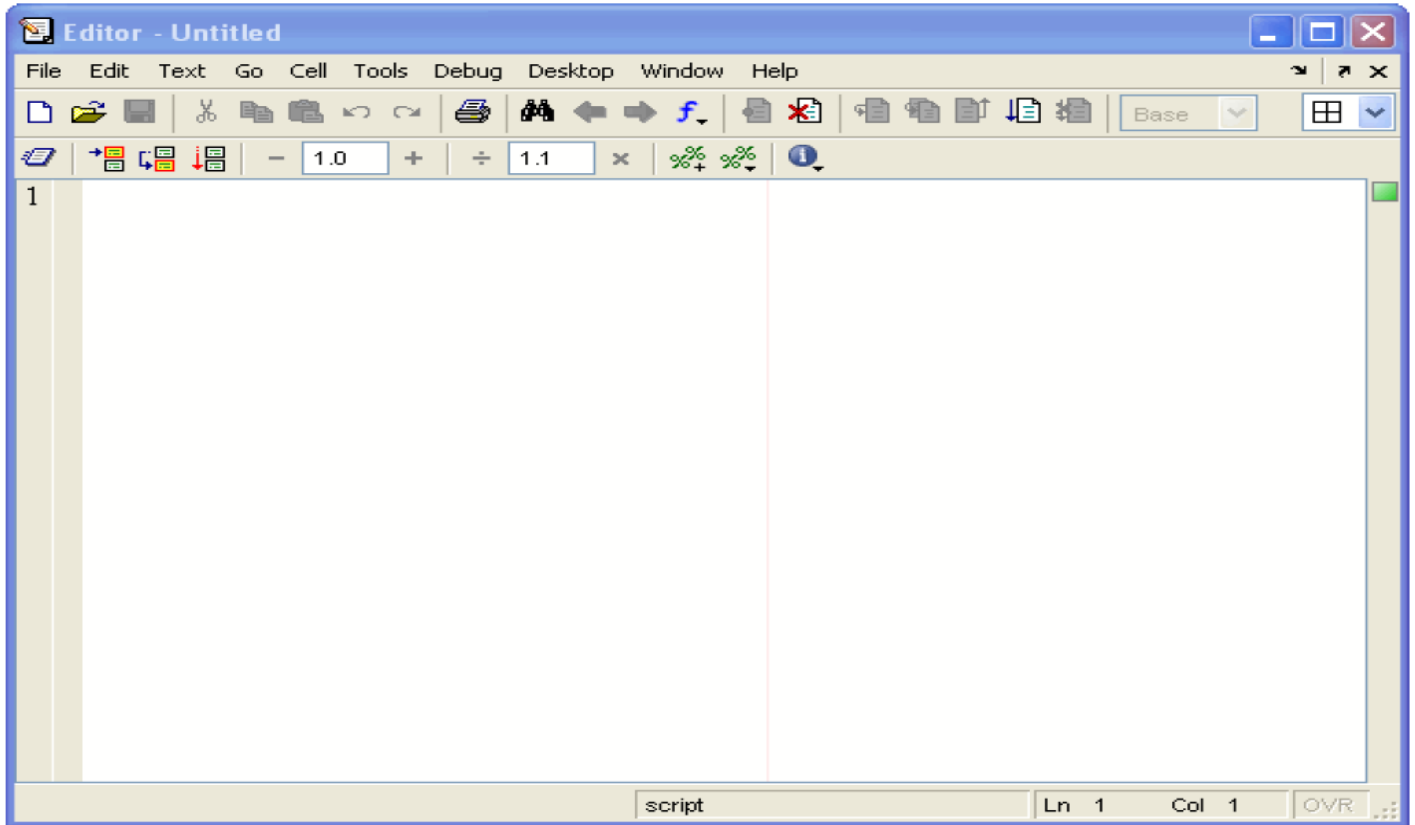 Editor - Untitled
File Edit Text Go Cell Tools Debug Desktop Window Help
Base
1.0 1.1
1
script Ln 1 Col 1 OVR